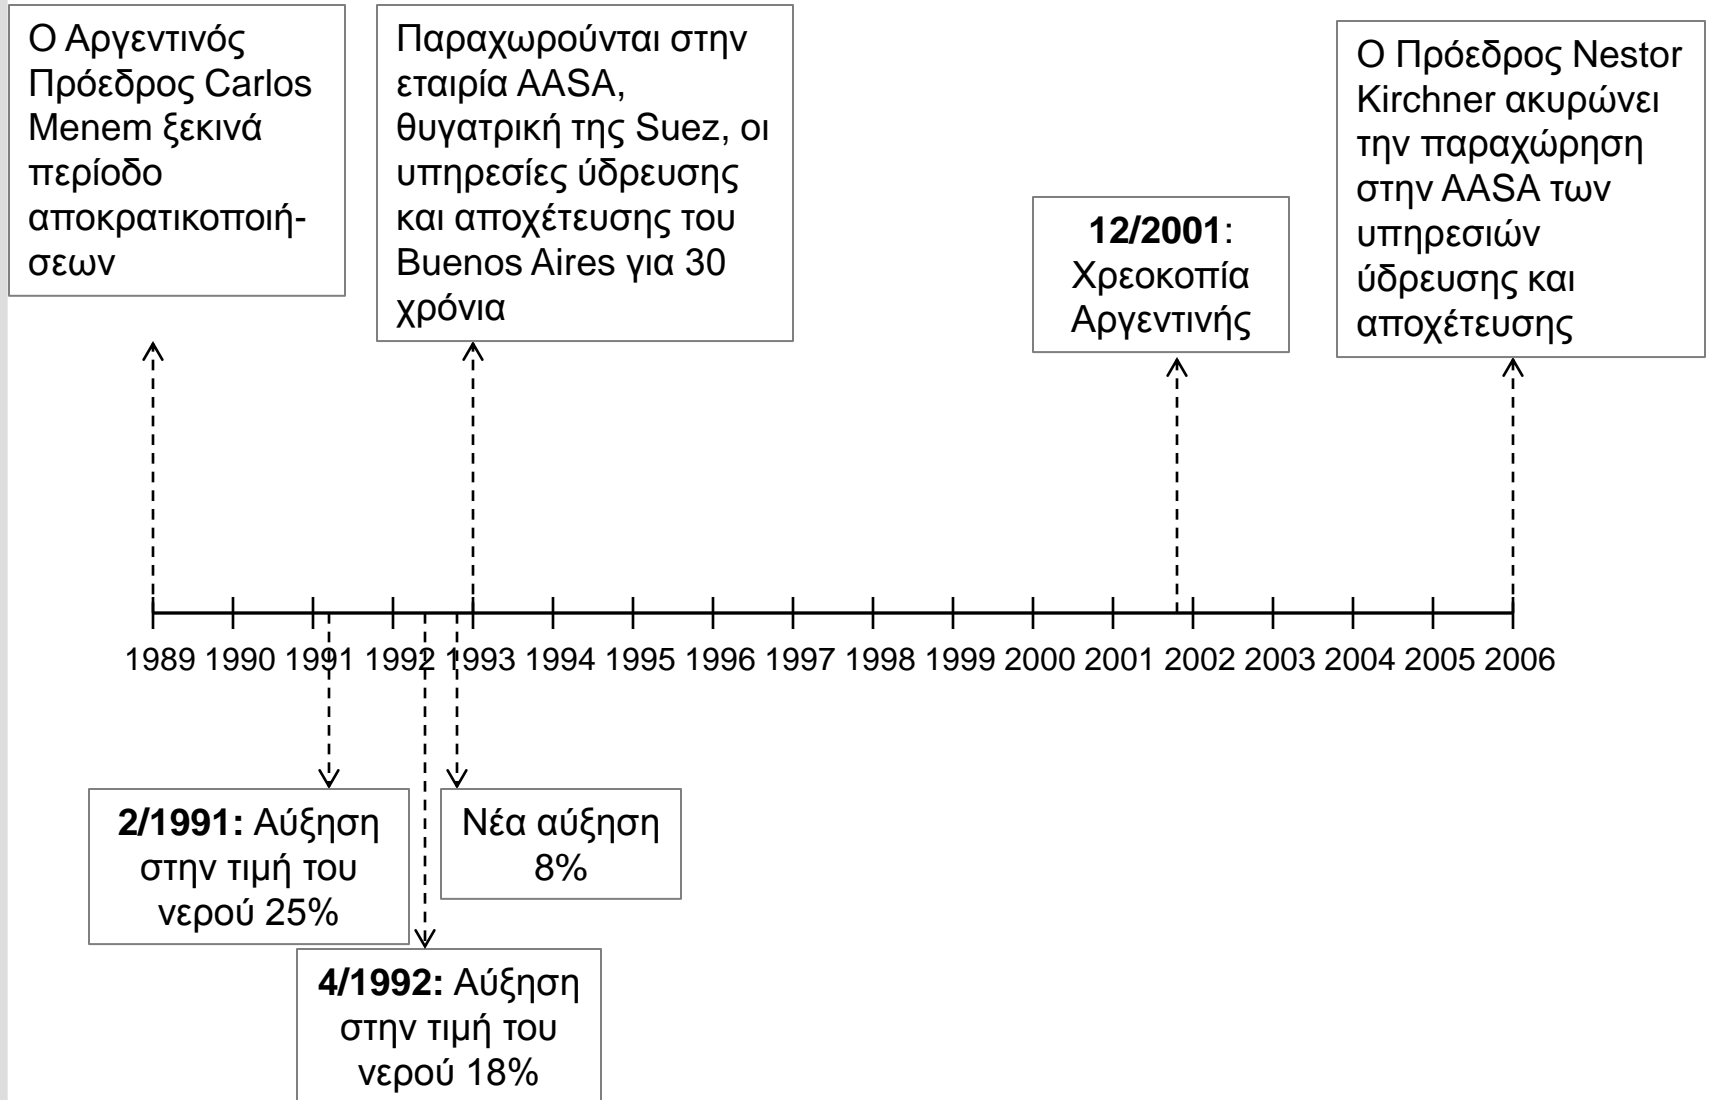 Ο Αργεντινός
Πρόεδρος Carlos
Menem ξεκινά
περίοδο
αποκρατικοποιή-
σεων
Παραχωρούνται στην
εταιρία AASA,
θυγατρική της Suez, οι
υπηρεσίες ύδρευσης
και αποχέτευσης του
Buenos Aires για 30
χρόνια
12/2001:
Χρεοκοπία
Αργεντινής
Ο Πρόεδρος Nestor
Kirchner ακυρώνει
την παραχώρηση
στην AASA των
υπηρεσιών
ύδρευσης και
αποχέτευσης
1989 1990 1991 1992 1993 1994 1995 1996 1997 1998 1999 2000 2001 2002 2003 2004 2005 2006
2/1991: Αύξηση
στην τιμή του
νερού 25%
Νέα αύξηση
8%
4/1992: Αύξηση
στην τιμή του
νερού 18%